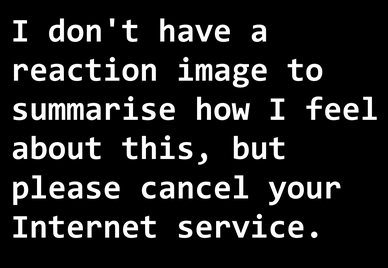 I don't have a
reaction image to
summarise how I feel
about this, but
please cancel your
Internet service.